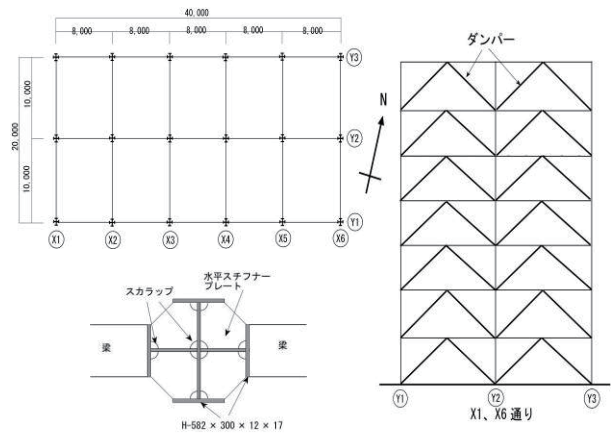 40,000
8,000 8,000 8,000 8,000 8,000
20,000
10,000
10,000
Y3
Y2
Y1
X1 X2 X3 X4 X5 X6
N
ダンパー
Y1 Y2 Y3
X1、X6 通り
スカラップ
水平スチフナー
プレート
梁
梁
H-582 × 300 × 12 × 17